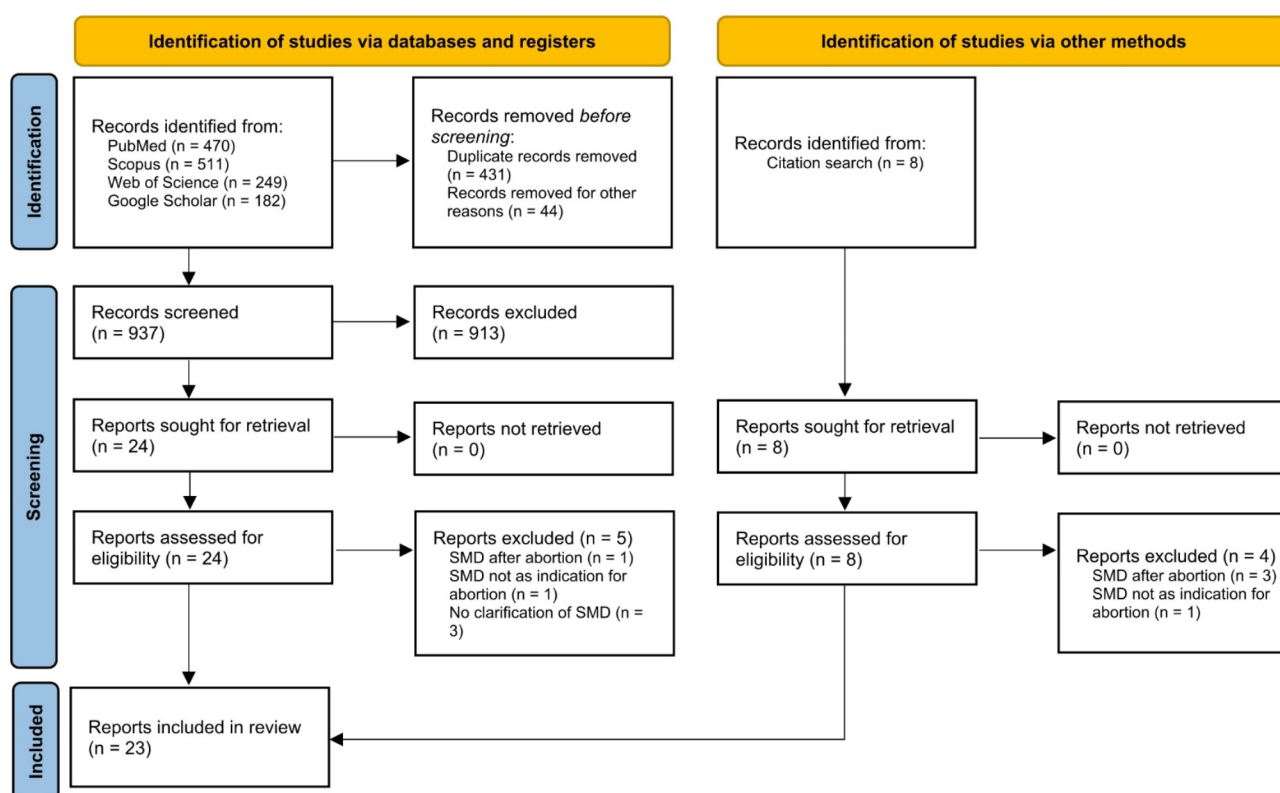 Identification of studies via databases and registers
Identification of studies via other methods
Identification
Records identified from:
PubMed (n = 470)
Scopus (n = 511)
Web of Science (n = 249)
Google Scholar (n = 182)
Records removed before
screening:
Duplicate records removed
(n = 431)
Records removed for other
reasons (n = 44)
Records identified from:
Citation search (n = 8)
Screening
Records screened
(n = 937)
Records excluded
(n = 913)
Reports sought for retrieval
(n = 24)
Reports not retrieved
(n = 0)
Reports sought for retrieval
(n = 8)
Reports not retrieved
(n = 0)
Reports assessed for
eligibility (n = 24)
Reports excluded (n = 5)
SMD after abortion (n = 1)
SMD not as indication for
abortion (n = 1)
No clarification of SMD (n =
3)
Reports assessed for
eligibility (n = 8)
Reports excluded (n = 4)
SMD after abortion (n = 3)
SMD not as indication for
abortion (n = 1)
Included
Reports included in review
(n = 23)